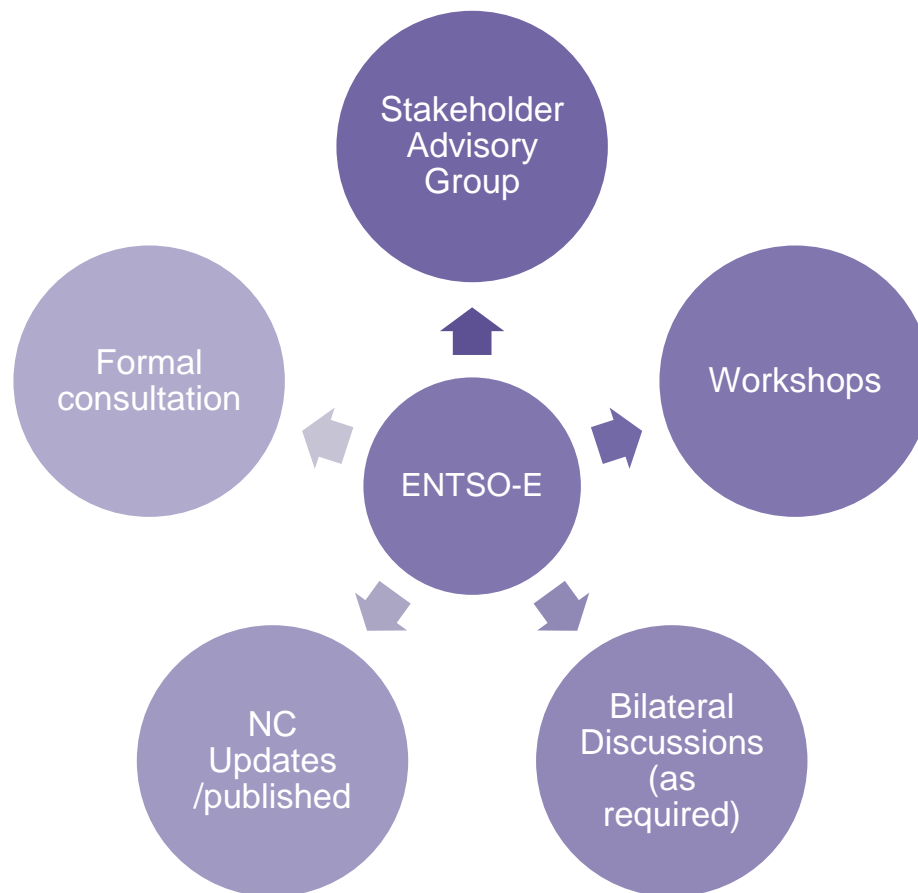 Stakeholder
Advisory
Group
Formal
consultation
Workshops
ENTSO-E
NC
Updates
/published
Bilateral
Discussions
(as
required)